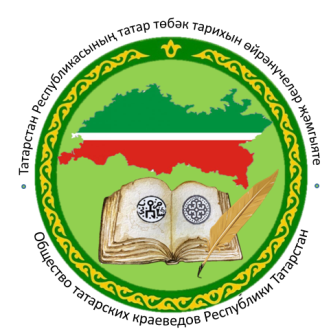 Татарстан Республикасының татар төбәк тарихын өйрәнүчеләр җәмгыяте
Общество татарских краеведов Республики Татарстан